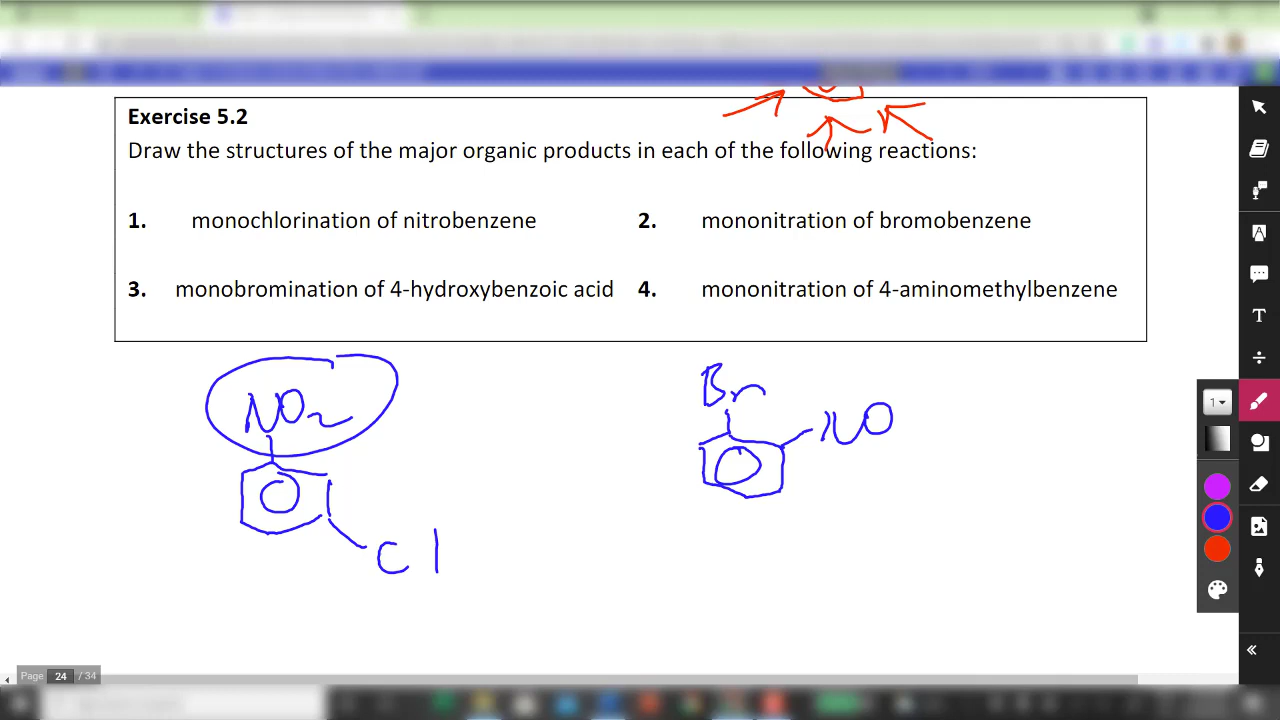 Exercise 5.2
Draw the structures of the major organic products in each of the following reactions:
1. monochlorination of nitrobenzene
2. mononitration of bromobenzene
3. monobromination of 4-hydroxybenzoic acid
4. mononitration of 4-aminomethylbenzene
NO2
Cl
Br
NO
1
T
Page 24 / 34